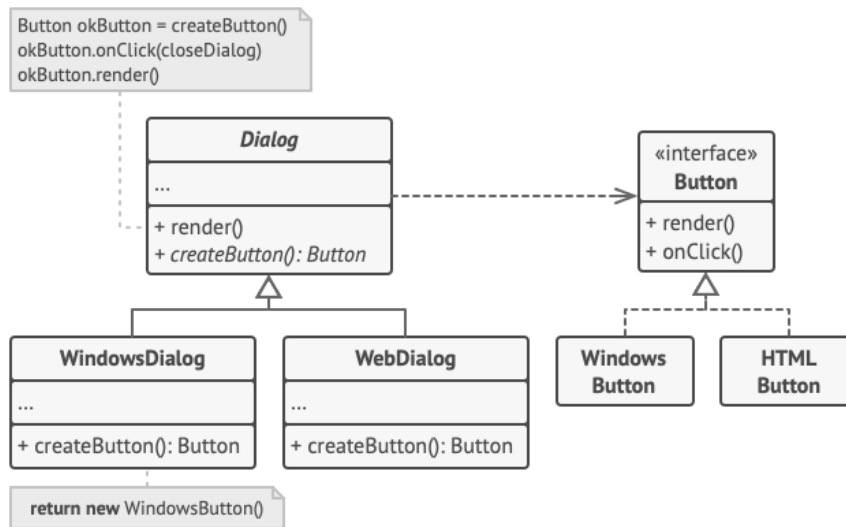 Button okButton = createButton()
okButton.onClick(closeDialog)
okButton.render()
Dialog
...
+ render()
+ createButton(): Button
«interface»
Button
+ render()
+ onClick()
WindowsDialog
...
+ createButton(): Button
WebDialog
...
+ createButton(): Button
Windows
Button
HTML
Button
return new WindowsButton()